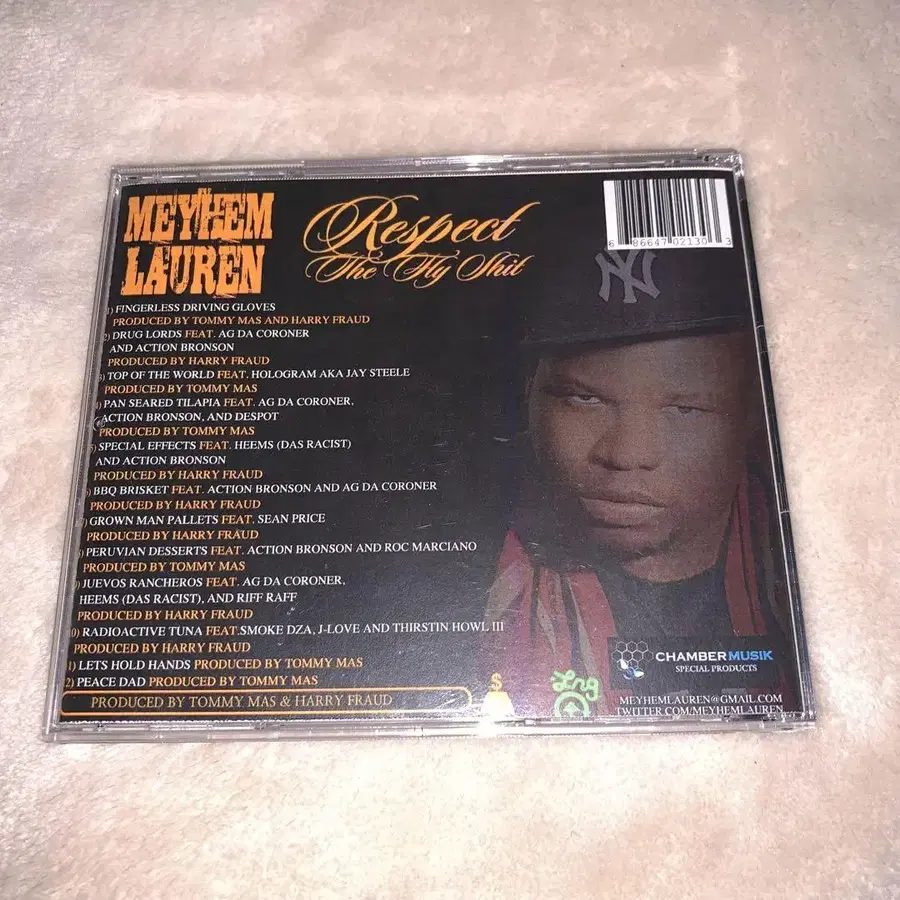 MEYHEM
LAUREN
Respect
The Fly Shit
6 86647 02130 3
NY
1) FINGERLESS DRIVING GLOVES
PRODUCED BY TOMMY MAS AND HARRY FRAUD
2) DRUG LORDS FEAT. AG DA CORONER
AND ACTION BRONSON
PRODUCED BY HARRY FRAUD
3) TOP OF THE WORLD FEAT. HOLOGRAM AKA JAY STEELE
PRODUCED BY TOMMY MAS
) PAN SEARED TILAPIA FEAT. AG DA CORONER,
ACTION BRONSON, AND DESPOT
PRODUCED BY TOMMY MAS
5) SPECIAL EFFECTS FEAT. HEEMS (DAS RACIST)
AND ACTION BRONSON
PRODUCED BY HARRY FRAUD
) BBQ BRISKET FEAT. ACTION BRONSON AND AG DA CORONER
PRODUCED BY HARRY FRAUD
) GROWN MAN PALLETS FEAT. SEAN PRICE
PRODUCED BY HARRY FRAUD
) PERUVIAN DESSERTS FEAT. ACTION BRONSON AND ROC MARCIANO
PRODUCED BY TOMMY MAS
) JUEVOS RANCHEROS FEAT. AG DA CORONER,
HEEMS (DAS RACIST), AND RIFF RAFF
PRODUCED BY HARRY FRAUD
0) RADIOACTIVE TUNA FEAT.SMOKE DZA, J-LOVE AND THIRSTIN HOWL III
PRODUCED BY HARRY FRAUD
1) LETS HOLD HANDS PRODUCED BY TOMMY MAS
2) PEACE DAD PRODUCED BY TOMMY MAS
PRODUCED BY TOMMY MAS & HARRY FRAUD
$
CHAMBERMUSIK
SPECIAL PRODUCTS
MEYHEMLAUREN@GMAIL.COM
TWITTER.COM/MEYHEMLAUREN